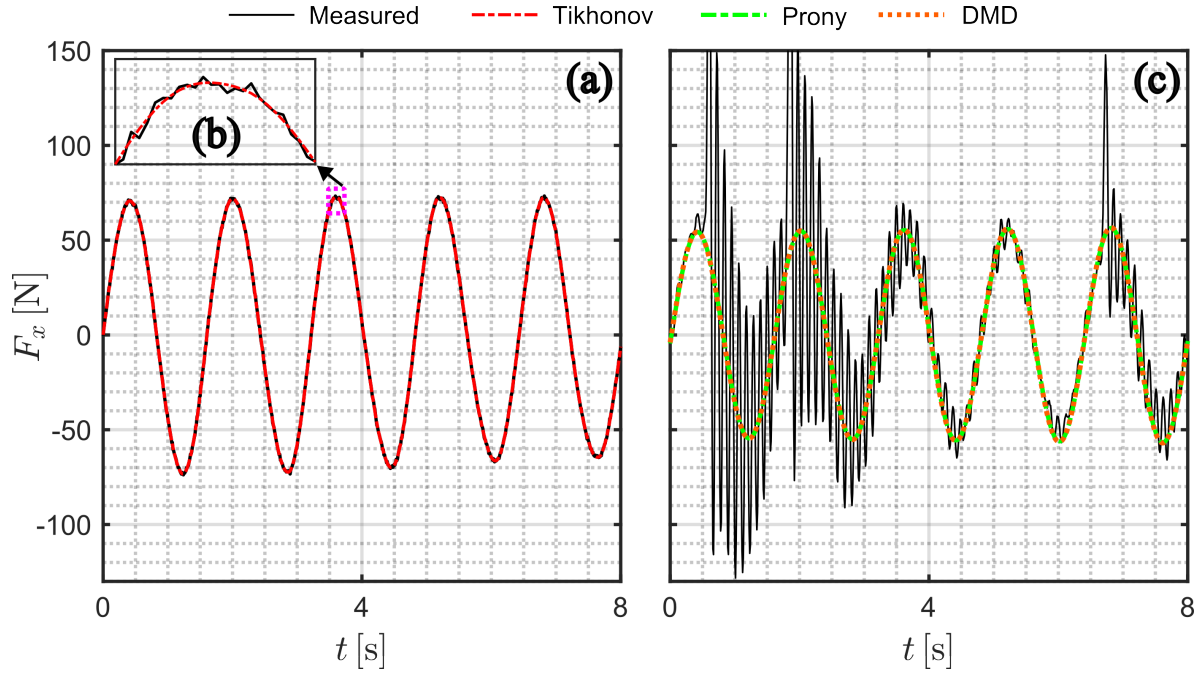 Measured Tikhonov Prony DMD
150
100
50
0
-50
-100
F_x [N]
(a)
(b)
(c)
0 4 8
0 4 8
t [s]
t [s]